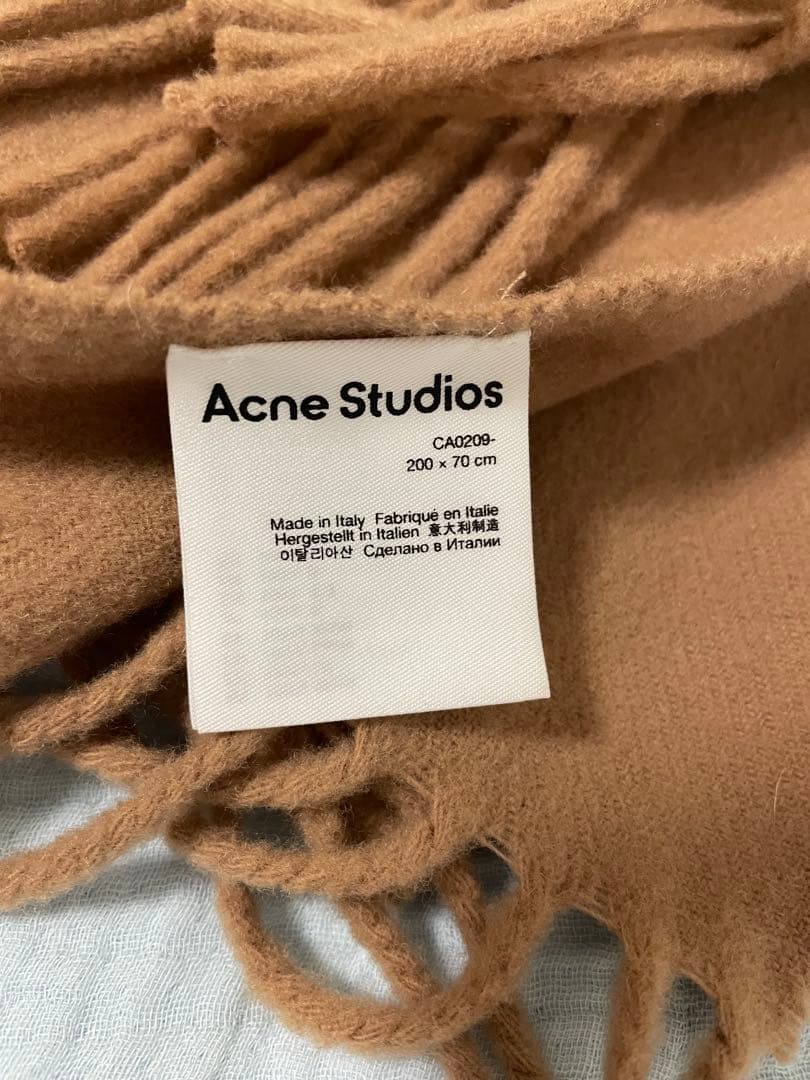 Acne Studios
CA0209-
200 × 70 cm
Made in Italy Fabriqué en Italie
Hergestellt in Italien 意大利制造
이탈리아산 Сделано в Италии